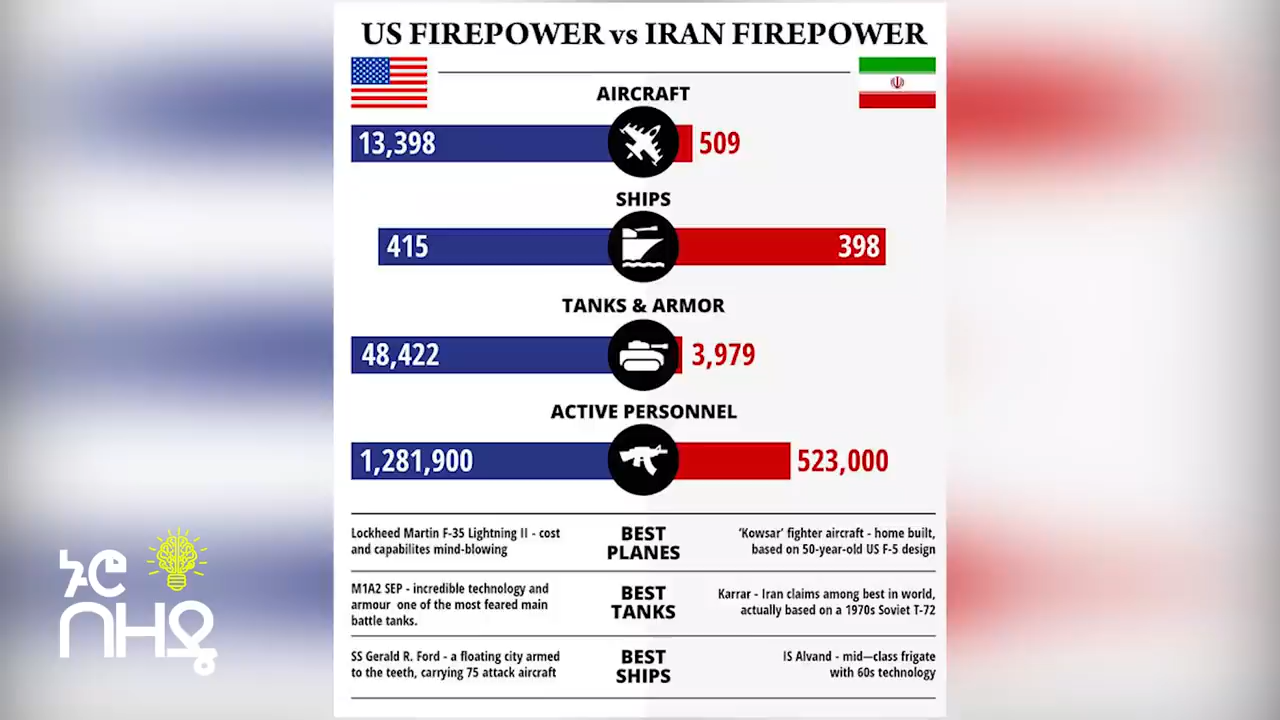 US FIREPOWER vs IRAN FIREPOWER
AIRCRAFT
13,398
509
SHIPS
415
398
TANKS & ARMOR
48,422
3,979
ACTIVE PERSONNEL
1,281,900
523,000
Lockheed Martin F-35 Lightning II - cost
and capabilites mind-blowing
BEST
PLANES
‘Kowsar’ fighter aircraft - home built,
based on 50-year-old US F-5 design
M1A2 SEP - incredible technology and
armour one of the most feared main
battle tanks.
BEST
TANKS
Karrar - Iran claims among best in world,
actually based on a 1970s Soviet T-72
SS Gerald R. Ford - a floating city armed
to the teeth, carrying 75 attack aircraft
BEST
SHIPS
IS Alvand - mid—class frigate
with 60s technology